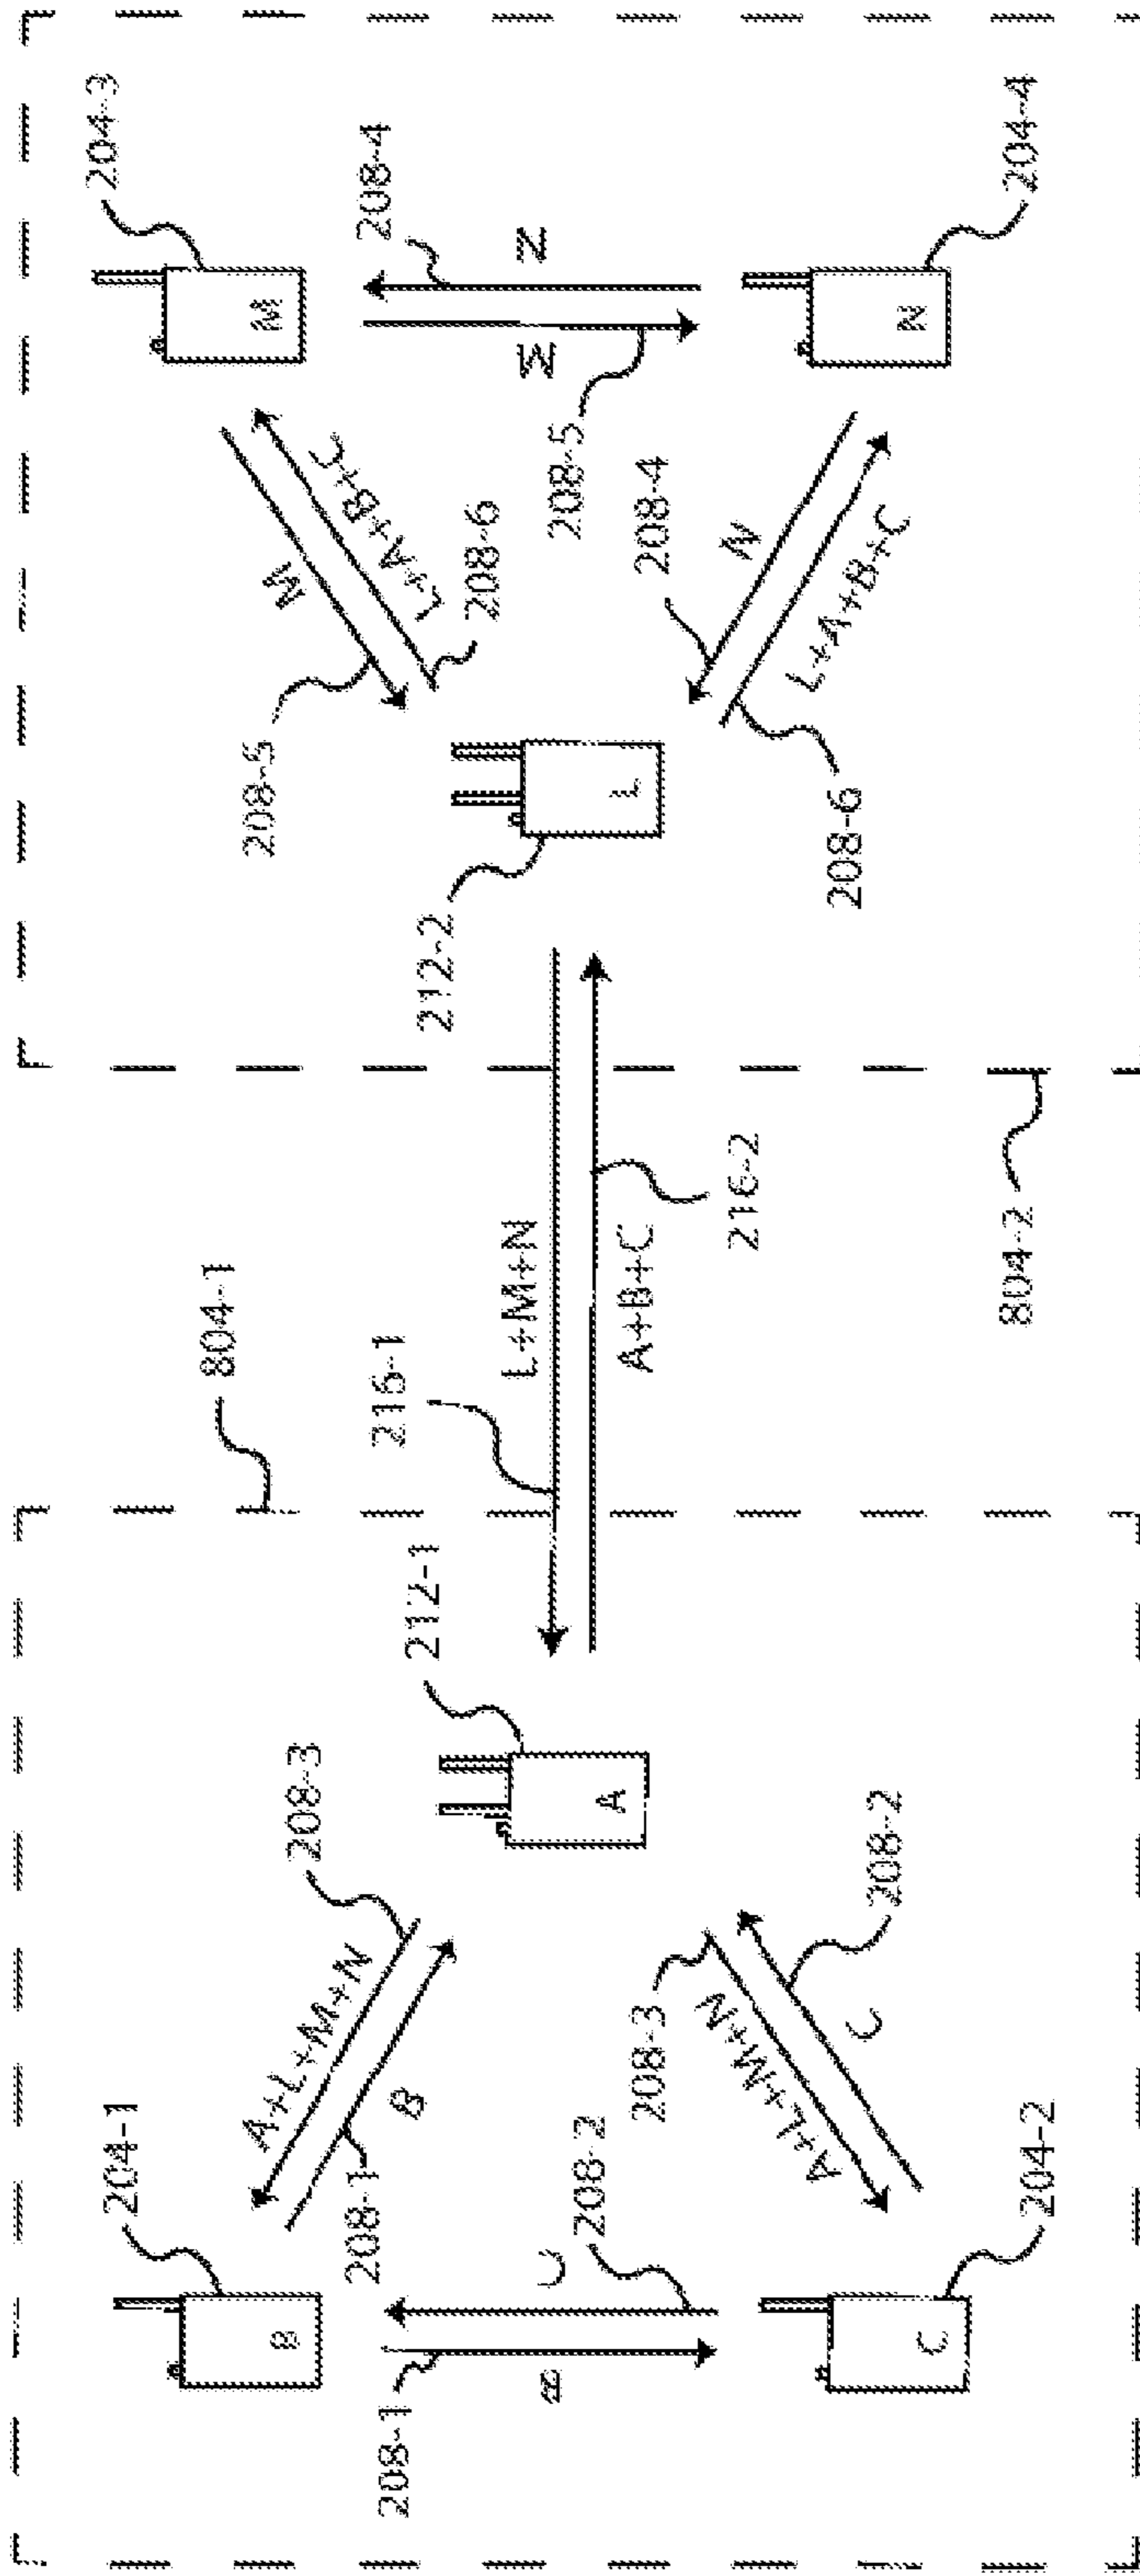 804-1
204-1
B
208-1
A+L+M+N
B
208-3
212-1
A
208-1
B
C
208-2
208-3
A+L+M+N
C
208-2
C
204-2
216-1
L+M+N
A+B+C
216-2
804-2
204-3
M
208-5
M
L+A+B+C
208-6
212-2
L
208-4
N
M
208-5
208-4
N
L+A+B+C
208-6
N
204-4